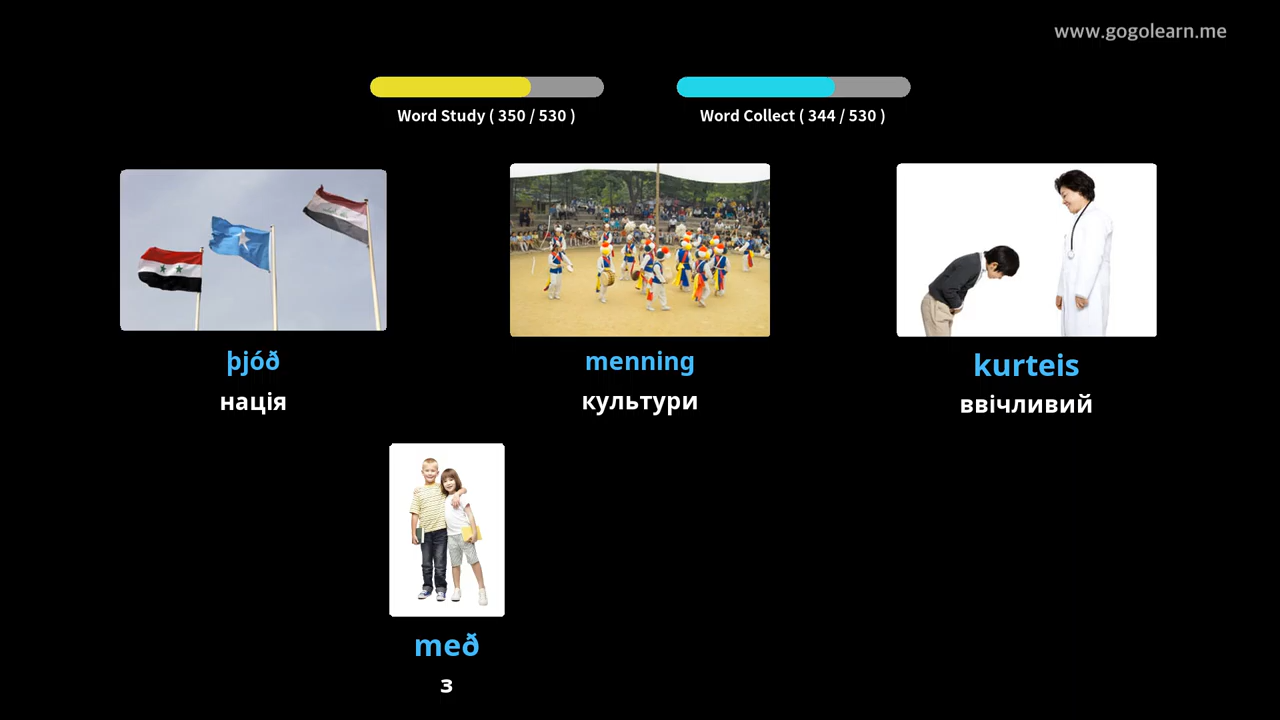 www.gogolearn.me
Word Study ( 350 / 530 )
Word Collect ( 344 / 530 )
þjóð
нація
menning
культури
kurteis
ввічливий
með
з